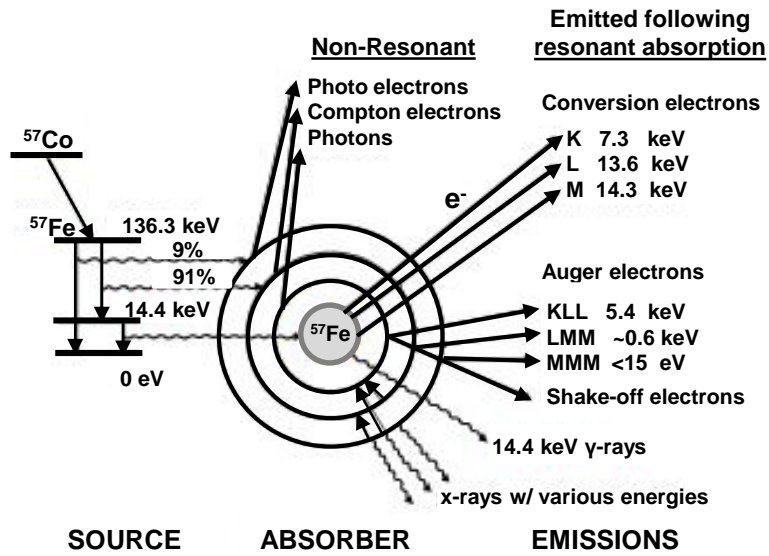 Non-Resonant
Emitted following
resonant absorption
Photo electrons
Compton electrons
Photons
Conversion electrons
K 7.3 keV
L 13.6 keV
M 14.3 keV
e-
⁵⁷Co
⁵⁷Fe
136.3 keV
9%
91%
14.4 keV
0 eV
⁵⁷Fe
Auger electrons
KLL 5.4 keV
LMM ~0.6 keV
MMM <15 eV
Shake-off electrons
14.4 keV γ-rays
x-rays w/ various energies
SOURCE ABSORBER EMISSIONS